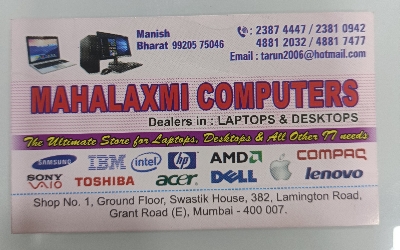 Manish
Bharat 99205 75046
: 2387 4447 / 2381 0942
4881 2032 / 4881 7477
Email : tarun2006@hotmail.com
MAHALAXMI COMPUTERS
Dealers in : LAPTOPS & DESKTOPS
The Ultimate Store for Laptops, Desktops & All Other IT needs
SAMSUNG IBM intel hp AMD COMPAQ
SONY VAIO TOSHIBA acer DELL lenovo
Shop No. 1, Ground Floor, Swastik House, 382, Lamington Road,
Grant Road (E), Mumbai - 400 007.